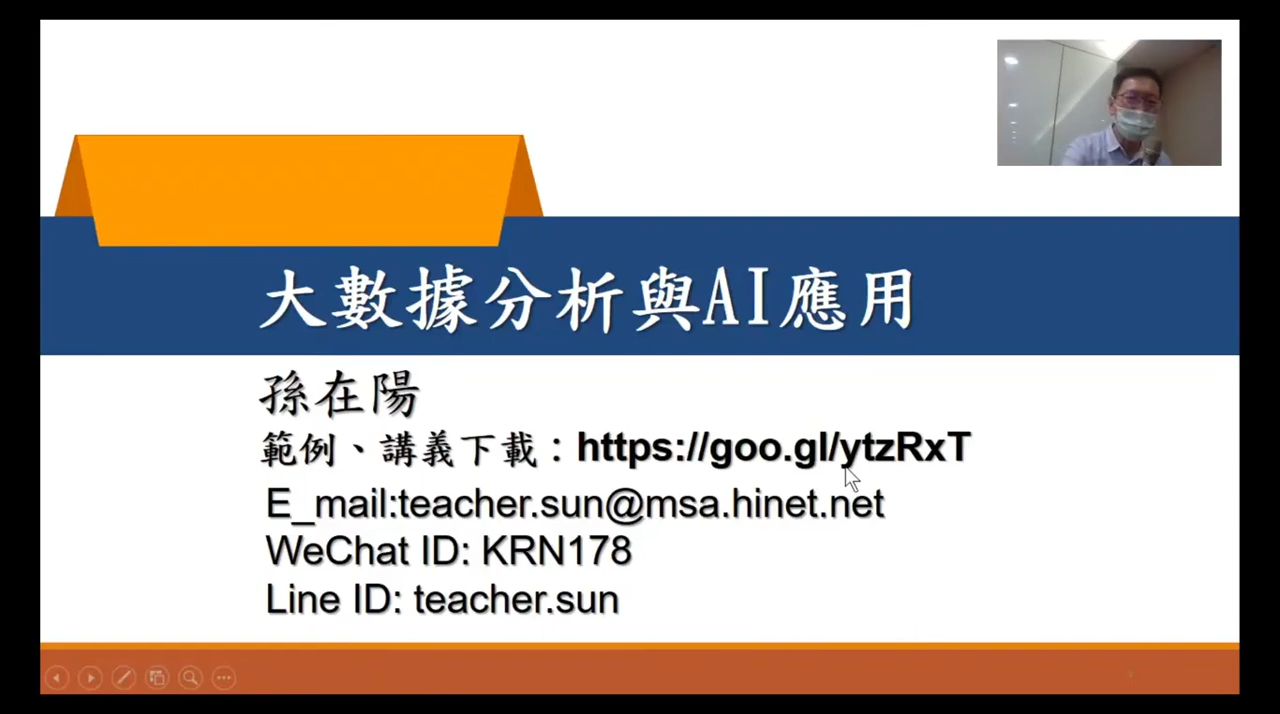 大數據分析與AI應用
孫在陽
範例、講義下載：https://goo.gl/ytzRxT
E_mail:teacher.sun@msa.hinet.net
WeChat ID: KRN178
Line ID: teacher.sun